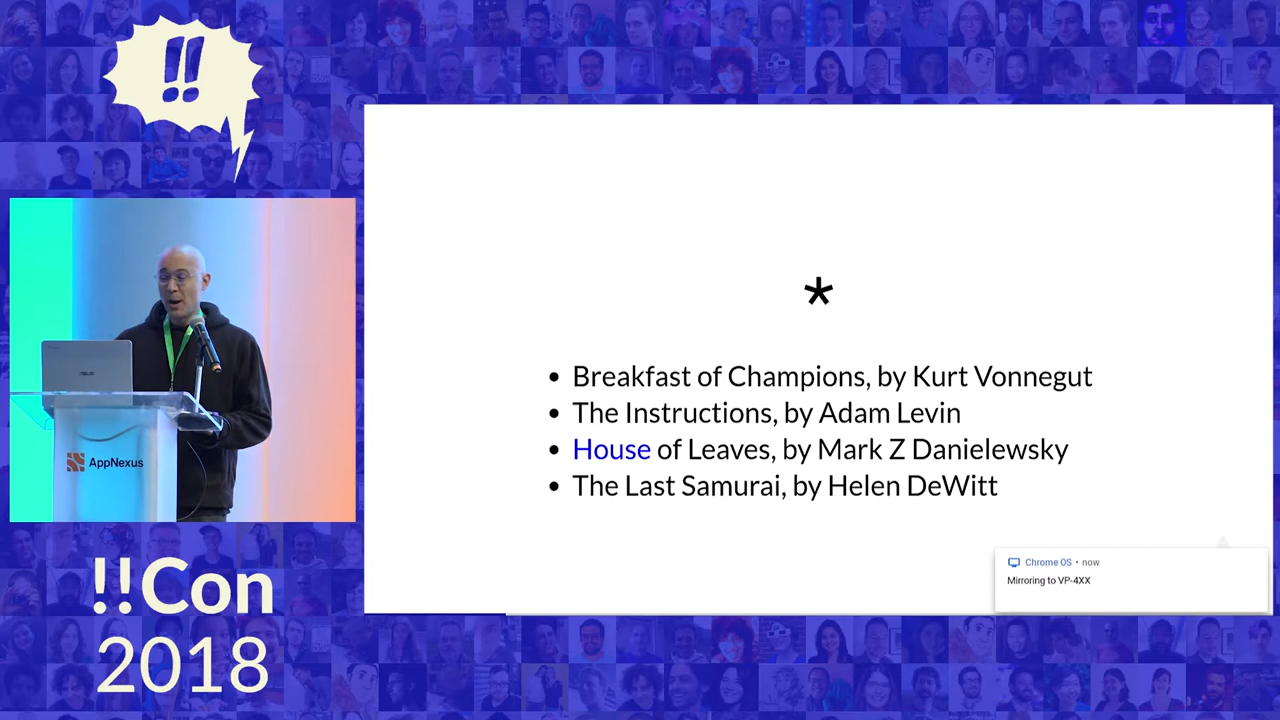 !!
*
• Breakfast of Champions, by Kurt Vonnegut
• The Instructions, by Adam Levin
• House of Leaves, by Mark Z Danielewsky
• The Last Samurai, by Helen DeWitt
Chrome OS • now
Mirroring to VP-4XX
ASUS
AppNexus
!!Con
2018